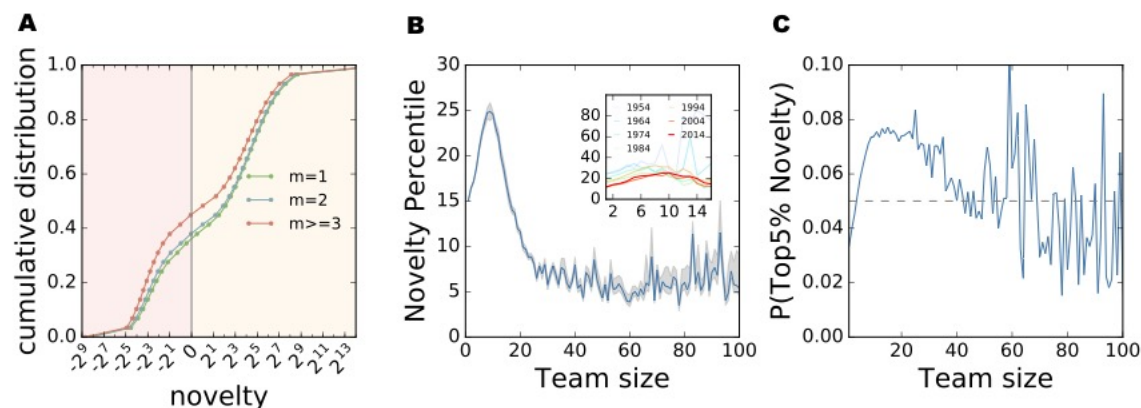 A
cumulative distribution
1.0
0.8
0.6
0.4
0.2
0.0
m=1
m=2
m>=3
-2^9 -2^7 -2^5 -2^3 -2^1 0 2^1 2^3 2^5 2^7 2^9 2^11 2^13
novelty
B
Novelty Percentile
30
25
20
15
10
5
0
80
60
40
20
0
1954 1994
1964 2004
1974 2014
1984
2 6 10 14
0 20 40 60 80 100
Team size
C
P(Top5% Novelty)
0.10
0.08
0.06
0.04
0.02
0.00
20 40 60 80 100
Team size